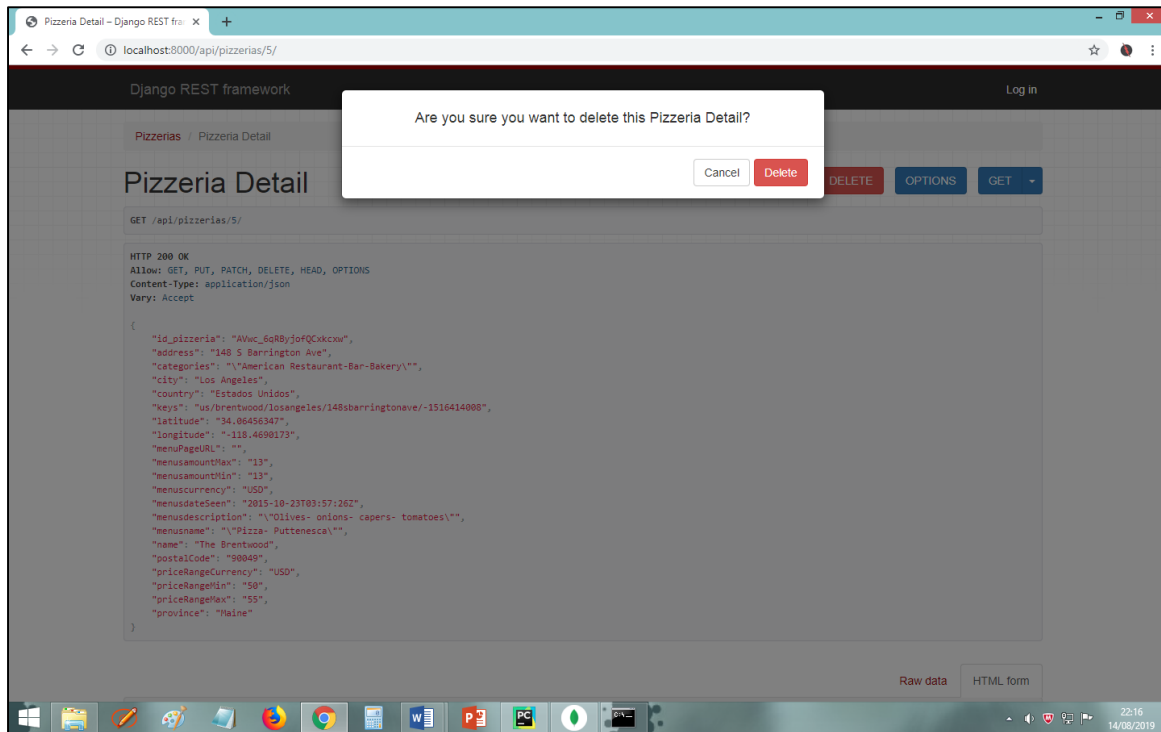 Pizzeria Detail – Django REST fra
localhost:8000/api/pizzerias/5/
Django REST framework
Log in
Are you sure you want to delete this Pizzeria Detail?
Cancel
Delete
Pizzerias / Pizzeria Detail
Pizzeria Detail
DELETE
OPTIONS
GET
GET /api/pizzerias/5/
HTTP 200 OK
Allow: GET, PUT, PATCH, DELETE, HEAD, OPTIONS
Content-Type: application/json
Vary: Accept
{
"id_pizzeria": "AVwc_6qRByjofQCxkcxw",
"address": "148 S Barrington Ave",
"categories": "\"American Restaurant-Bar-Bakery\"",
"city": "Los Angeles",
"country": "Estados Unidos",
"keys": "us/brentwood/losangeles/148sbarringtonave/-1516414008",
"latitude": "34.06456347",
"longitude": "-118.4690173",
"menuPageURL": "",
"menusamountMax": "13",
"menusamountMin": "13",
"menuscurrency": "USD",
"menusdateSeen": "2015-10-23T03:57:26Z",
"menusdescription": "\"Olives- onions- capers- tomatoes\"",
"menusname": "\"Pizza- Puttenesca\"",
"name": "The Brentwood",
"postalCode": "90049",
"priceRangeCurrency": "USD",
"priceRangeMin": "50",
"priceRangeMax": "55",
"province": "Maine"
}
Raw data
HTML form
22:16
14/08/2019